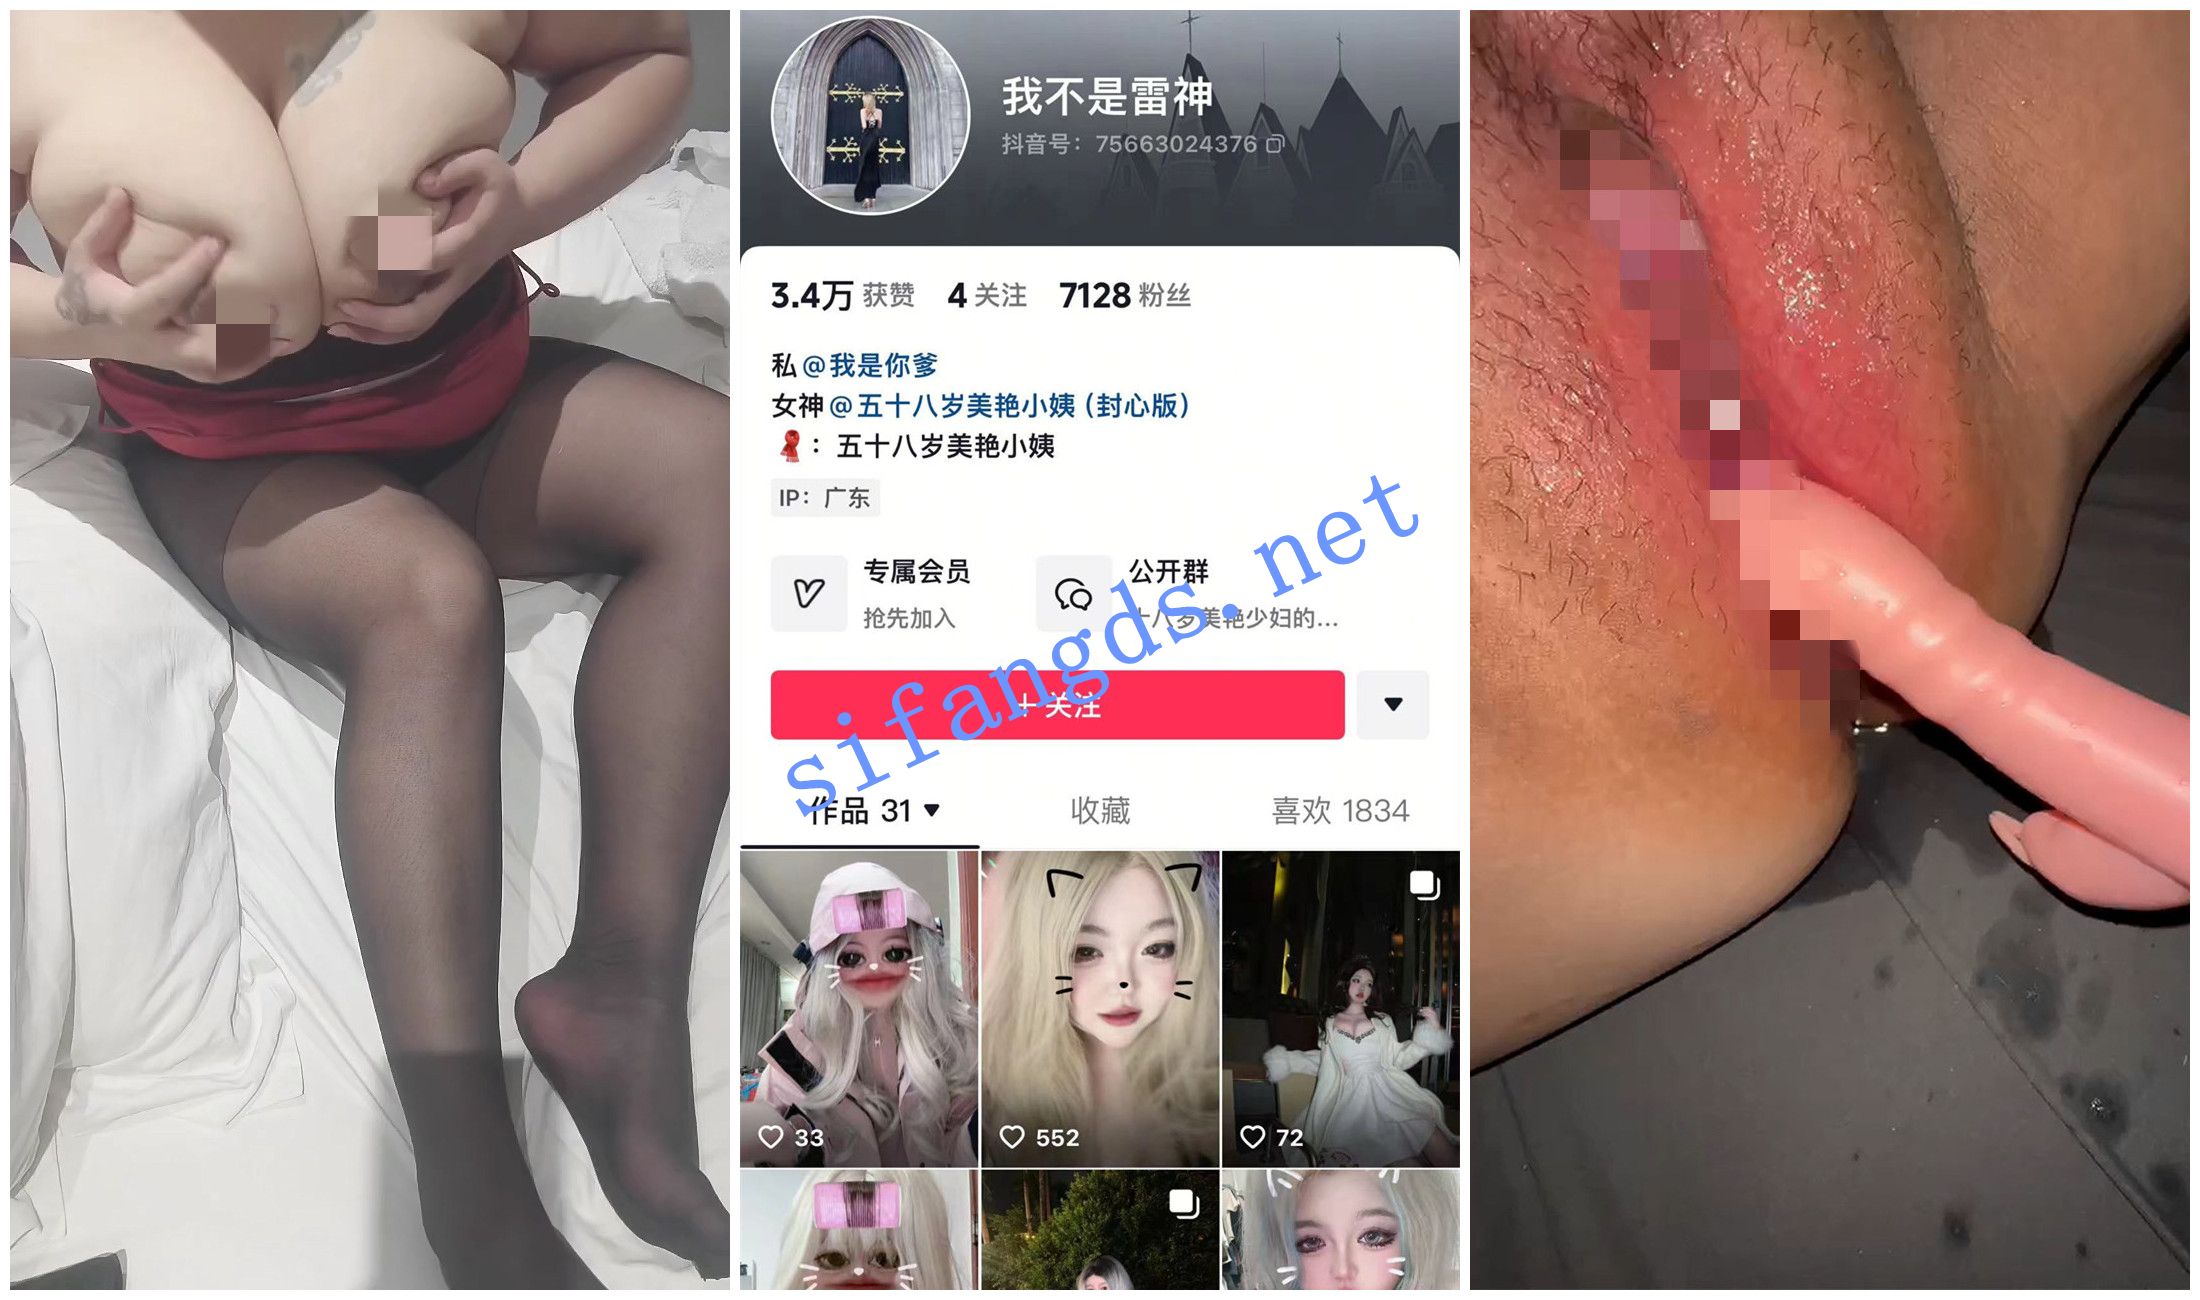 我不是雷神
抖音号：75663024376
3.4万 获赞 4 关注 7128 粉丝
私 @我是你爹
女神 @五十八岁美艳小姨（封心版）
：五十八岁美艳小姨
IP：广东
专属会员
抢先加入
公开群
十八岁美艳少妇的...
+ 关注
sifangds.net
作品 31 收藏 喜欢 1834
33
552
72